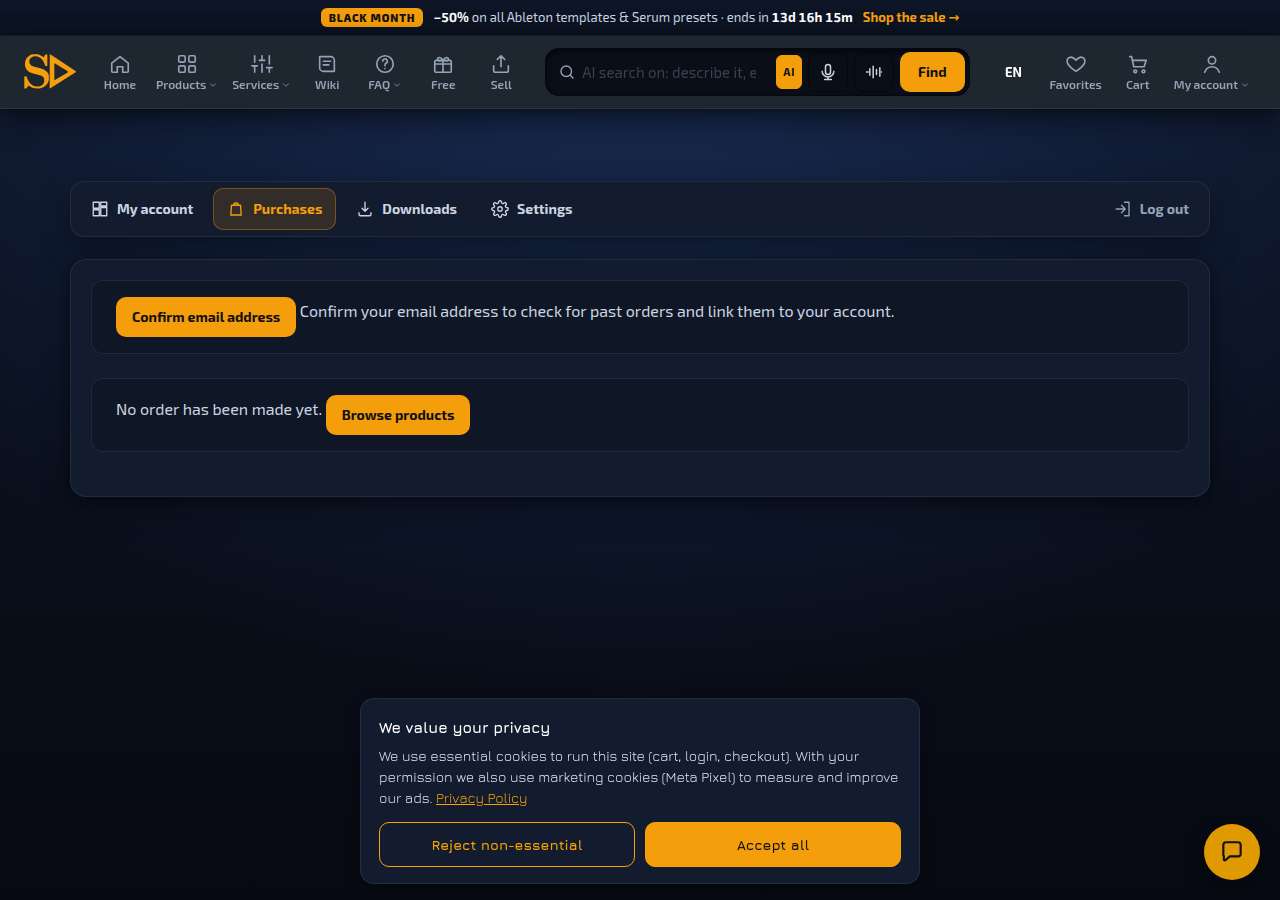 BLACK MONTH −50% on all Ableton templates & Serum presets · ends in 13d 16h 15m Shop the sale →
S
Home
Products
Services
Wiki
FAQ
Free
Sell
AI search on: describe it, e
AI
Find
EN
Favorites
Cart
My account
My account
Purchases
Downloads
Settings
Log out
Confirm email address Confirm your email address to check for past orders and link them to your account.
No order has been made yet. Browse products
We value your privacy
We use essential cookies to run this site (cart, login, checkout). With your
permission we also use marketing cookies (Meta Pixel) to measure and improve
our ads. Privacy Policy
Reject non-essential
Accept all